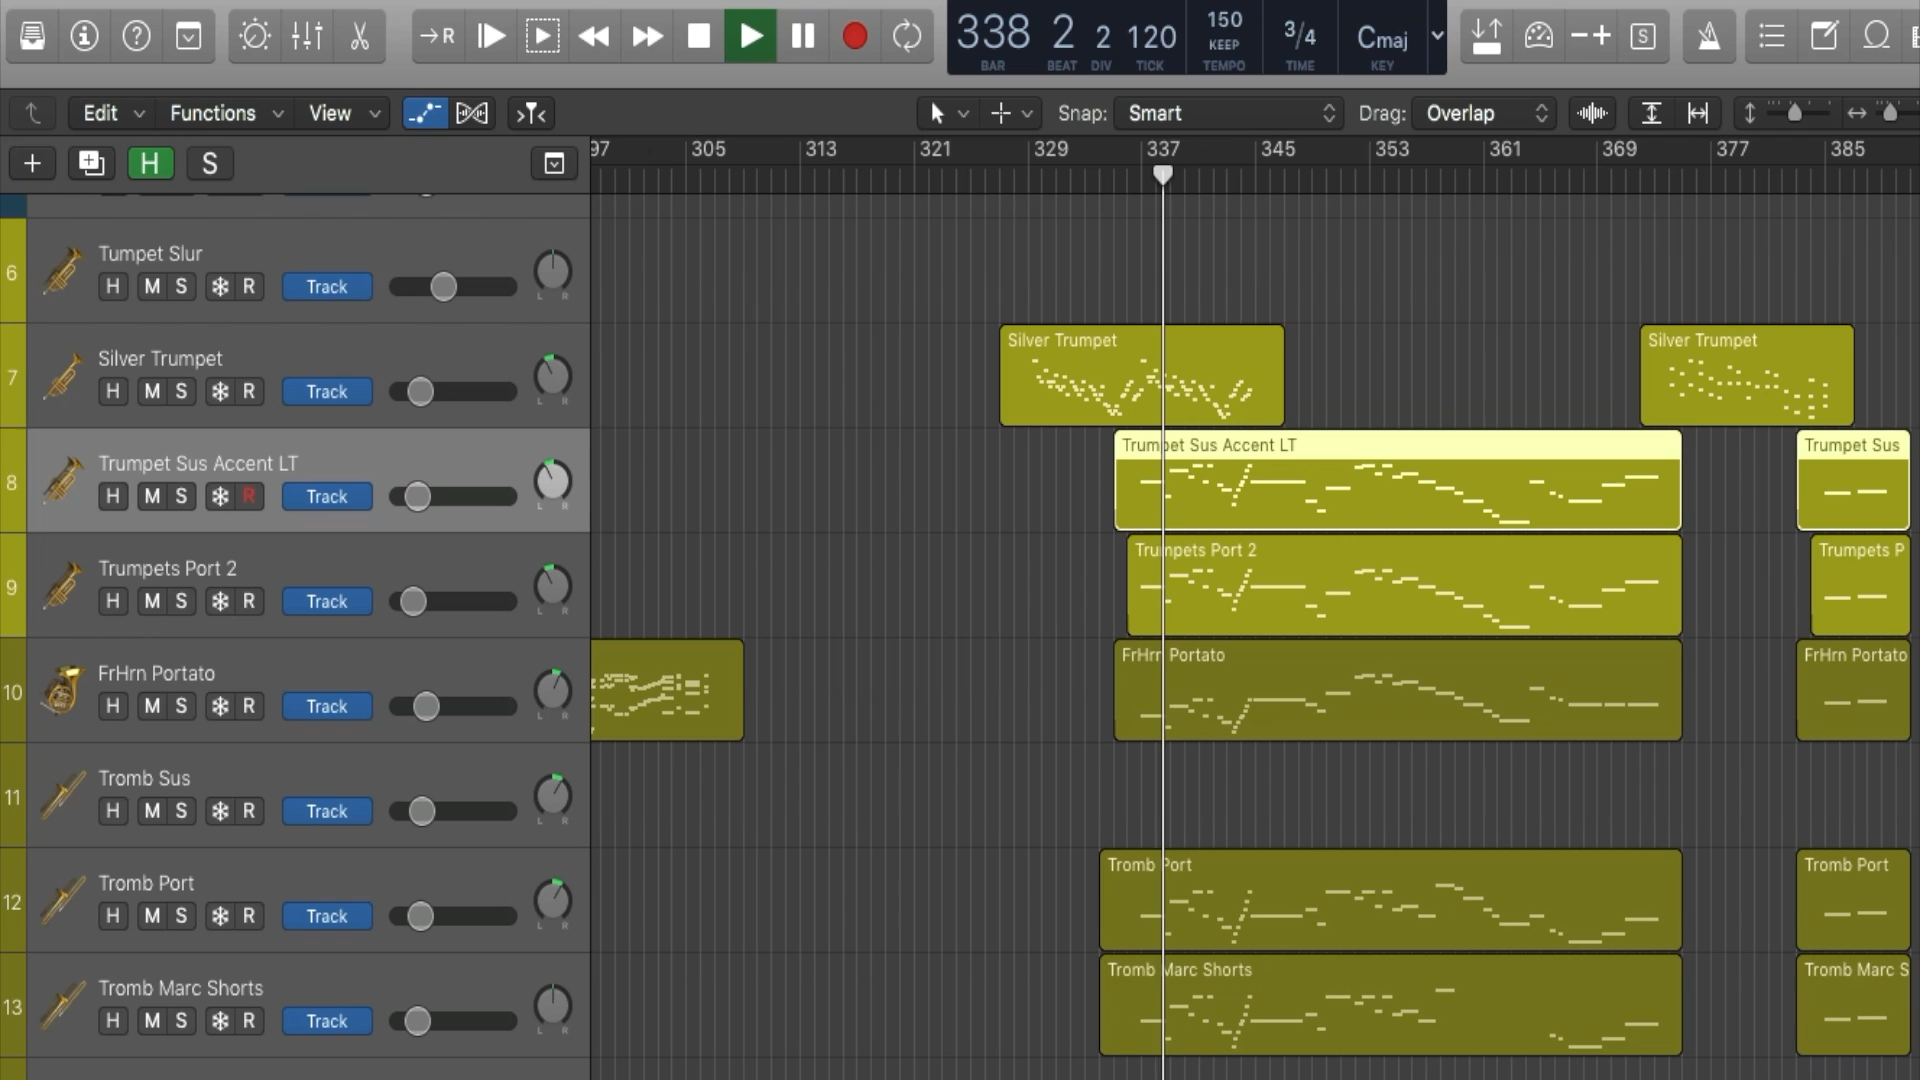 →R
338 2 2 120 150 KEEP 3/4 Cmaj
BAR BEAT DIV TICK TEMPO TIME KEY
S
Edit Functions View Snap: Smart Drag: Overlap
H S
97 305 313 321 329 337 345 353 361 369 377 385
6 Tumpet Slur
H M S R Track
L R
7 Silver Trumpet
H M S R Track
L R
Silver Trumpet Silver Trumpet
8 Trumpet Sus Accent LT
H M S R Track
L R
Trumpet Sus Accent LT Trumpet Sus
9 Trumpets Port 2
H M S R Track
L R
Trumpets Port 2 Trumpets P
10 FrHrn Portato
H M S R Track
L R
FrHrn Portato FrHrn Portato
11 Tromb Sus
H M S R Track
L R
12 Tromb Port
H M S R Track
L R
Tromb Port Tromb Port
13 Tromb Marc Shorts
H M S R Track
L R
Tromb Marc Shorts Tromb Marc S